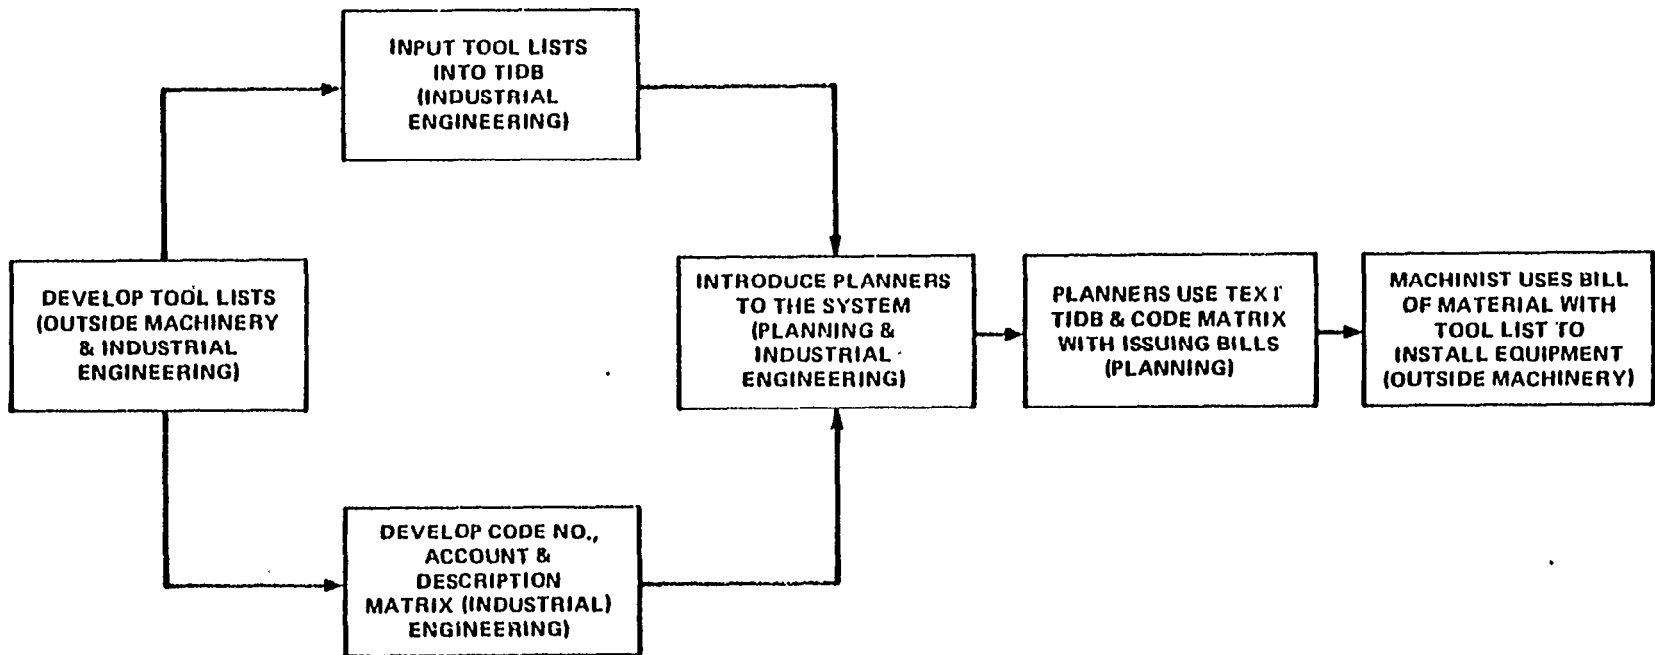 INPUT TOOL LISTS
INTO TIDB
(INDUSTRIAL
ENGINEERING)
DEVELOP TOOL LISTS
(OUTSIDE MACHINERY
& INDUSTRIAL
ENGINEERING)
DEVELOP CODE NO.,
ACCOUNT &
DESCRIPTION
MATRIX (INDUSTRIAL)
ENGINEERING)
INTRODUCE PLANNERS
TO THE SYSTEM
(PLANNING &
INDUSTRIAL
ENGINEERING)
PLANNERS USE TEXT
TIDB & CODE MATRIX
WITH ISSUING BILLS
(PLANNING)
MACHINIST USES BILL
OF MATERIAL WITH
TOOL LIST TO
INSTALL EQUIPMENT
(OUTSIDE MACHINERY)